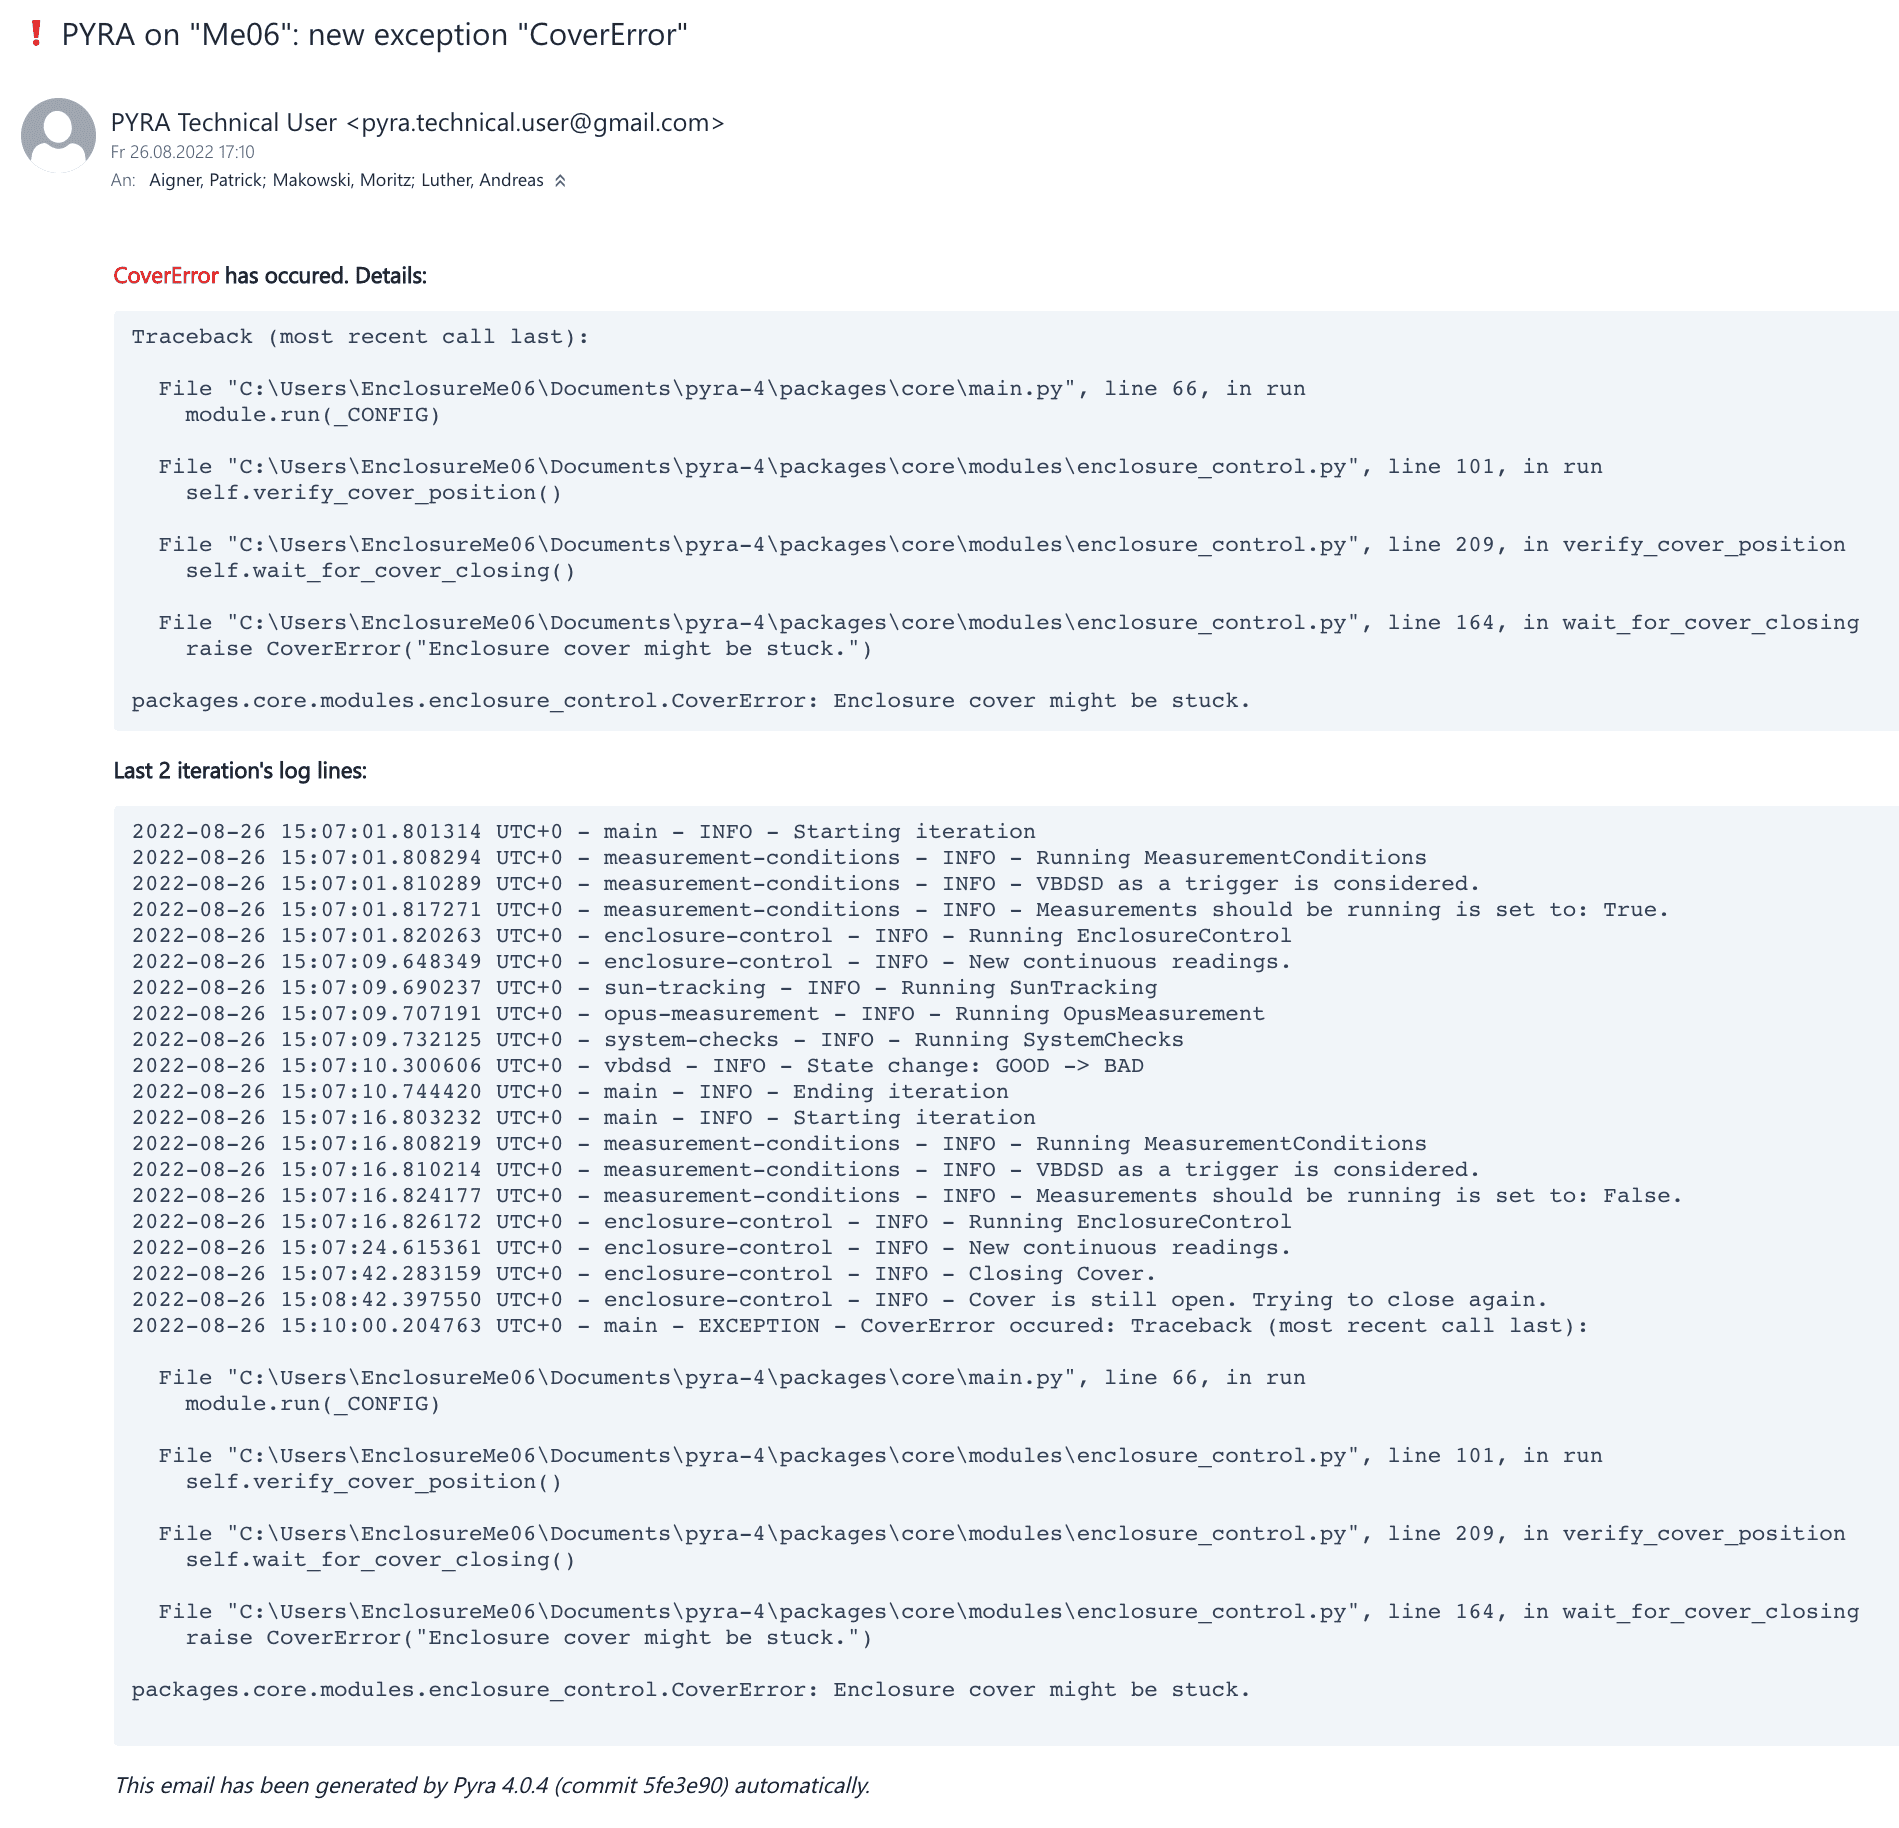 ❗ PYRA on "Me06": new exception "CoverError"
PYRA Technical User <pyra.technical.user@gmail.com>
Fr 26.08.2022 17:10
An: Aigner, Patrick; Makowski, Moritz; Luther, Andreas
CoverError has occured. Details:
Traceback (most recent call last):
File "C:\Users\EnclosureMe06\Documents\pyra-4\packages\core\main.py", line 66, in run
module.run(_CONFIG)
File "C:\Users\EnclosureMe06\Documents\pyra-4\packages\core\modules\enclosure_control.py", line 101, in run
self.verify_cover_position()
File "C:\Users\EnclosureMe06\Documents\pyra-4\packages\core\modules\enclosure_control.py", line 209, in verify_cover_position
self.wait_for_cover_closing()
File "C:\Users\EnclosureMe06\Documents\pyra-4\packages\core\modules\enclosure_control.py", line 164, in wait_for_cover_closing
raise CoverError("Enclosure cover might be stuck.")
packages.core.modules.enclosure_control.CoverError: Enclosure cover might be stuck.
Last 2 iteration's log lines:
2022-08-26 15:07:01.801314 UTC+0 - main - INFO - Starting iteration
2022-08-26 15:07:01.808294 UTC+0 - measurement-conditions - INFO - Running MeasurementConditions
2022-08-26 15:07:01.810289 UTC+0 - measurement-conditions - INFO - VBDSD as a trigger is considered.
2022-08-26 15:07:01.817271 UTC+0 - measurement-conditions - INFO - Measurements should be running is set to: True.
2022-08-26 15:07:01.820263 UTC+0 - enclosure-control - INFO - Running EnclosureControl
2022-08-26 15:07:09.648349 UTC+0 - enclosure-control - INFO - New continuous readings.
2022-08-26 15:07:09.690237 UTC+0 - sun-tracking - INFO - Running SunTracking
2022-08-26 15:07:09.707191 UTC+0 - opus-measurement - INFO - Running OpusMeasurement
2022-08-26 15:07:09.732125 UTC+0 - system-checks - INFO - Running SystemChecks
2022-08-26 15:07:10.300606 UTC+0 - vbdsd - INFO - State change: GOOD -> BAD
2022-08-26 15:07:10.744420 UTC+0 - main - INFO - Ending iteration
2022-08-26 15:07:16.803232 UTC+0 - main - INFO - Starting iteration
2022-08-26 15:07:16.808219 UTC+0 - measurement-conditions - INFO - Running MeasurementConditions
2022-08-26 15:07:16.810214 UTC+0 - measurement-conditions - INFO - VBDSD as a trigger is considered.
2022-08-26 15:07:16.824177 UTC+0 - measurement-conditions - INFO - Measurements should be running is set to: False.
2022-08-26 15:07:16.826172 UTC+0 - enclosure-control - INFO - Running EnclosureControl
2022-08-26 15:07:24.615361 UTC+0 - enclosure-control - INFO - New continuous readings.
2022-08-26 15:07:42.283159 UTC+0 - enclosure-control - INFO - Closing Cover.
2022-08-26 15:08:42.397550 UTC+0 - enclosure-control - INFO - Cover is still open. Trying to close again.
2022-08-26 15:10:00.204763 UTC+0 - main - EXCEPTION - CoverError occured: Traceback (most recent call last):
File "C:\Users\EnclosureMe06\Documents\pyra-4\packages\core\main.py", line 66, in run
module.run(_CONFIG)
File "C:\Users\EnclosureMe06\Documents\pyra-4\packages\core\modules\enclosure_control.py", line 101, in run
self.verify_cover_position()
File "C:\Users\EnclosureMe06\Documents\pyra-4\packages\core\modules\enclosure_control.py", line 209, in verify_cover_position
self.wait_for_cover_closing()
File "C:\Users\EnclosureMe06\Documents\pyra-4\packages\core\modules\enclosure_control.py", line 164, in wait_for_cover_closing
raise CoverError("Enclosure cover might be stuck.")
packages.core.modules.enclosure_control.CoverError: Enclosure cover might be stuck.
This email has been generated by Pyra 4.0.4 (commit 5fe3e90) automatically.